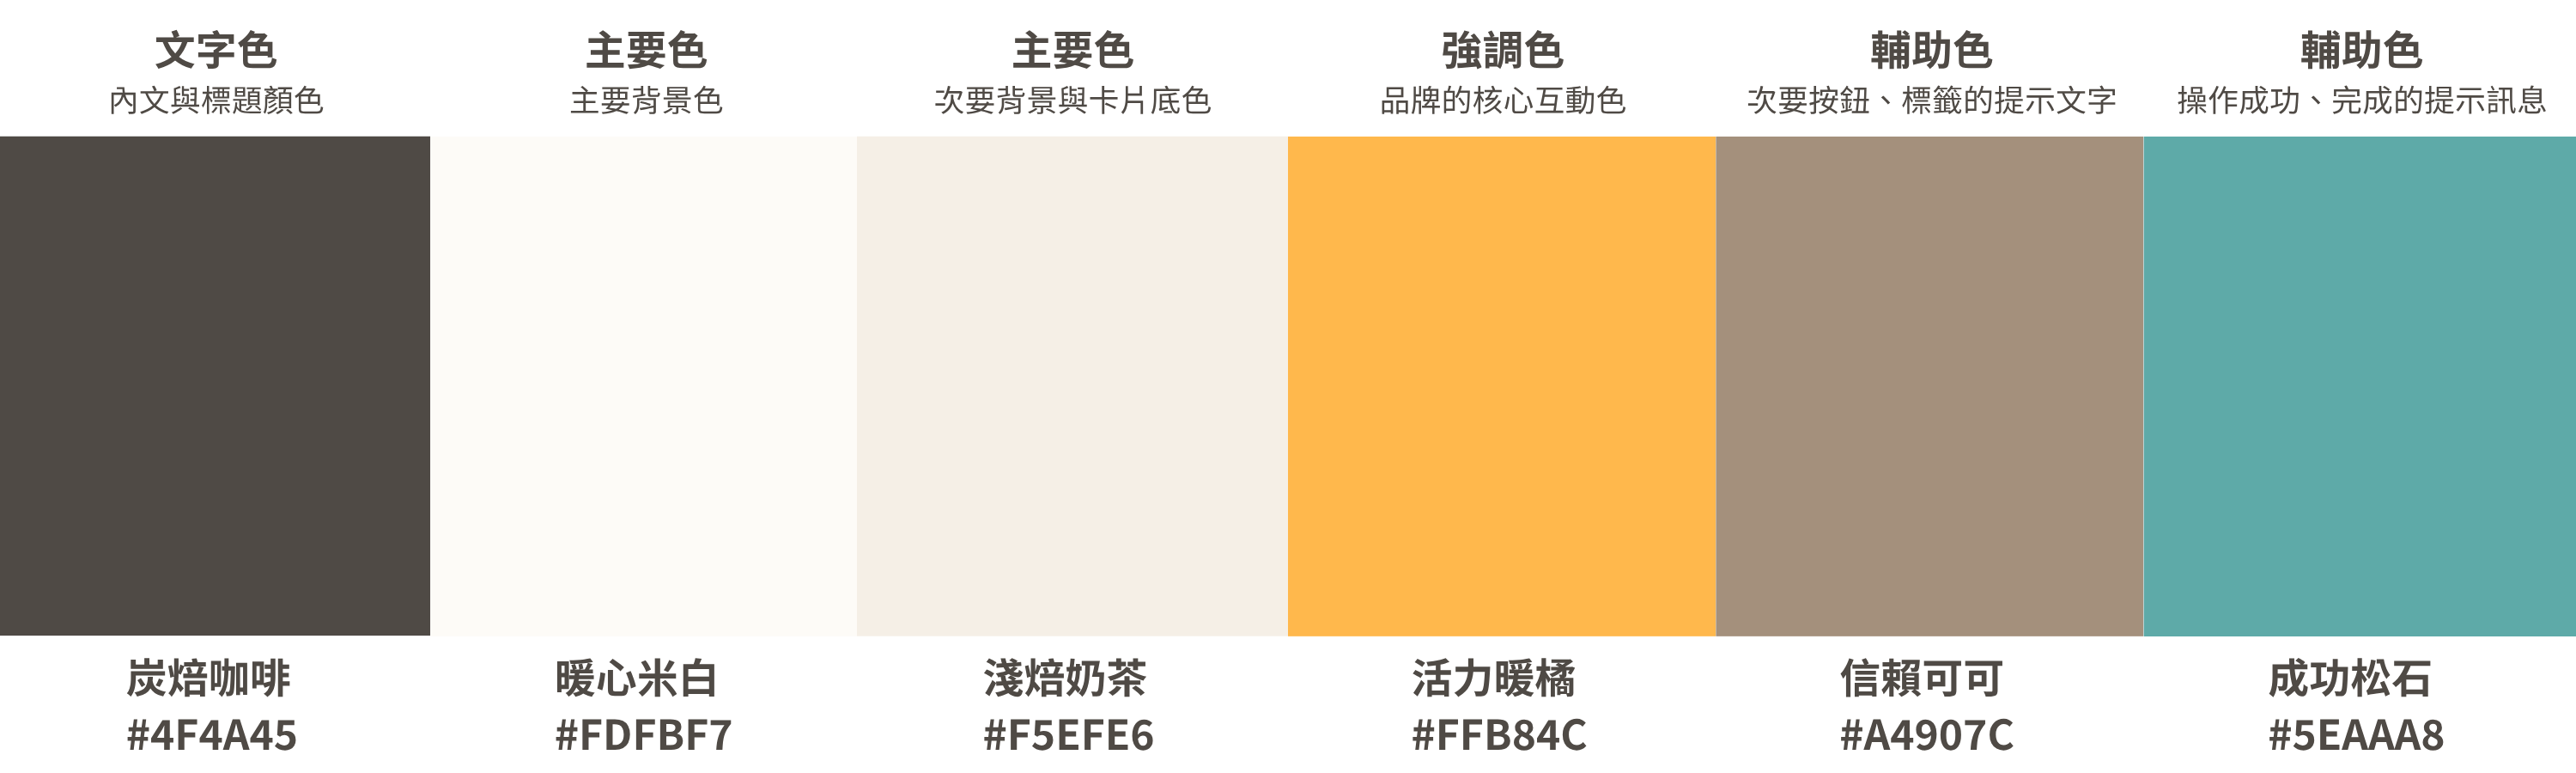 文字色
內文與標題顏色
主要色
主要背景色
主要色
次要背景與卡片底色
強調色
品牌的核心互動色
輔助色
次要按鈕、標籤的提示文字
輔助色
操作成功、完成的提示訊息
炭焙咖啡
#4F4A45
暖心米白
#FDFBF7
淺焙奶茶
#F5EFE6
活力暖橘
#FFB84C
信賴可可
#A4907C
成功松石
#5EAAA8